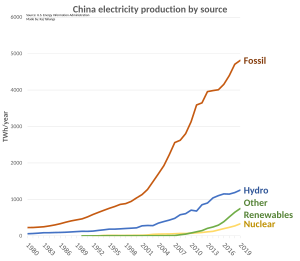 China electricity production by source
Source: U.S. Energy Information Administration
6000
5000
4000
3000
2000
1000
0
TWh/year
Fossil
Hydro
Other
Renewables
Nuclear
1980
1983
1986
1989
1992
1995
1998
2001
2004
2007
2010
2013
2016
2019